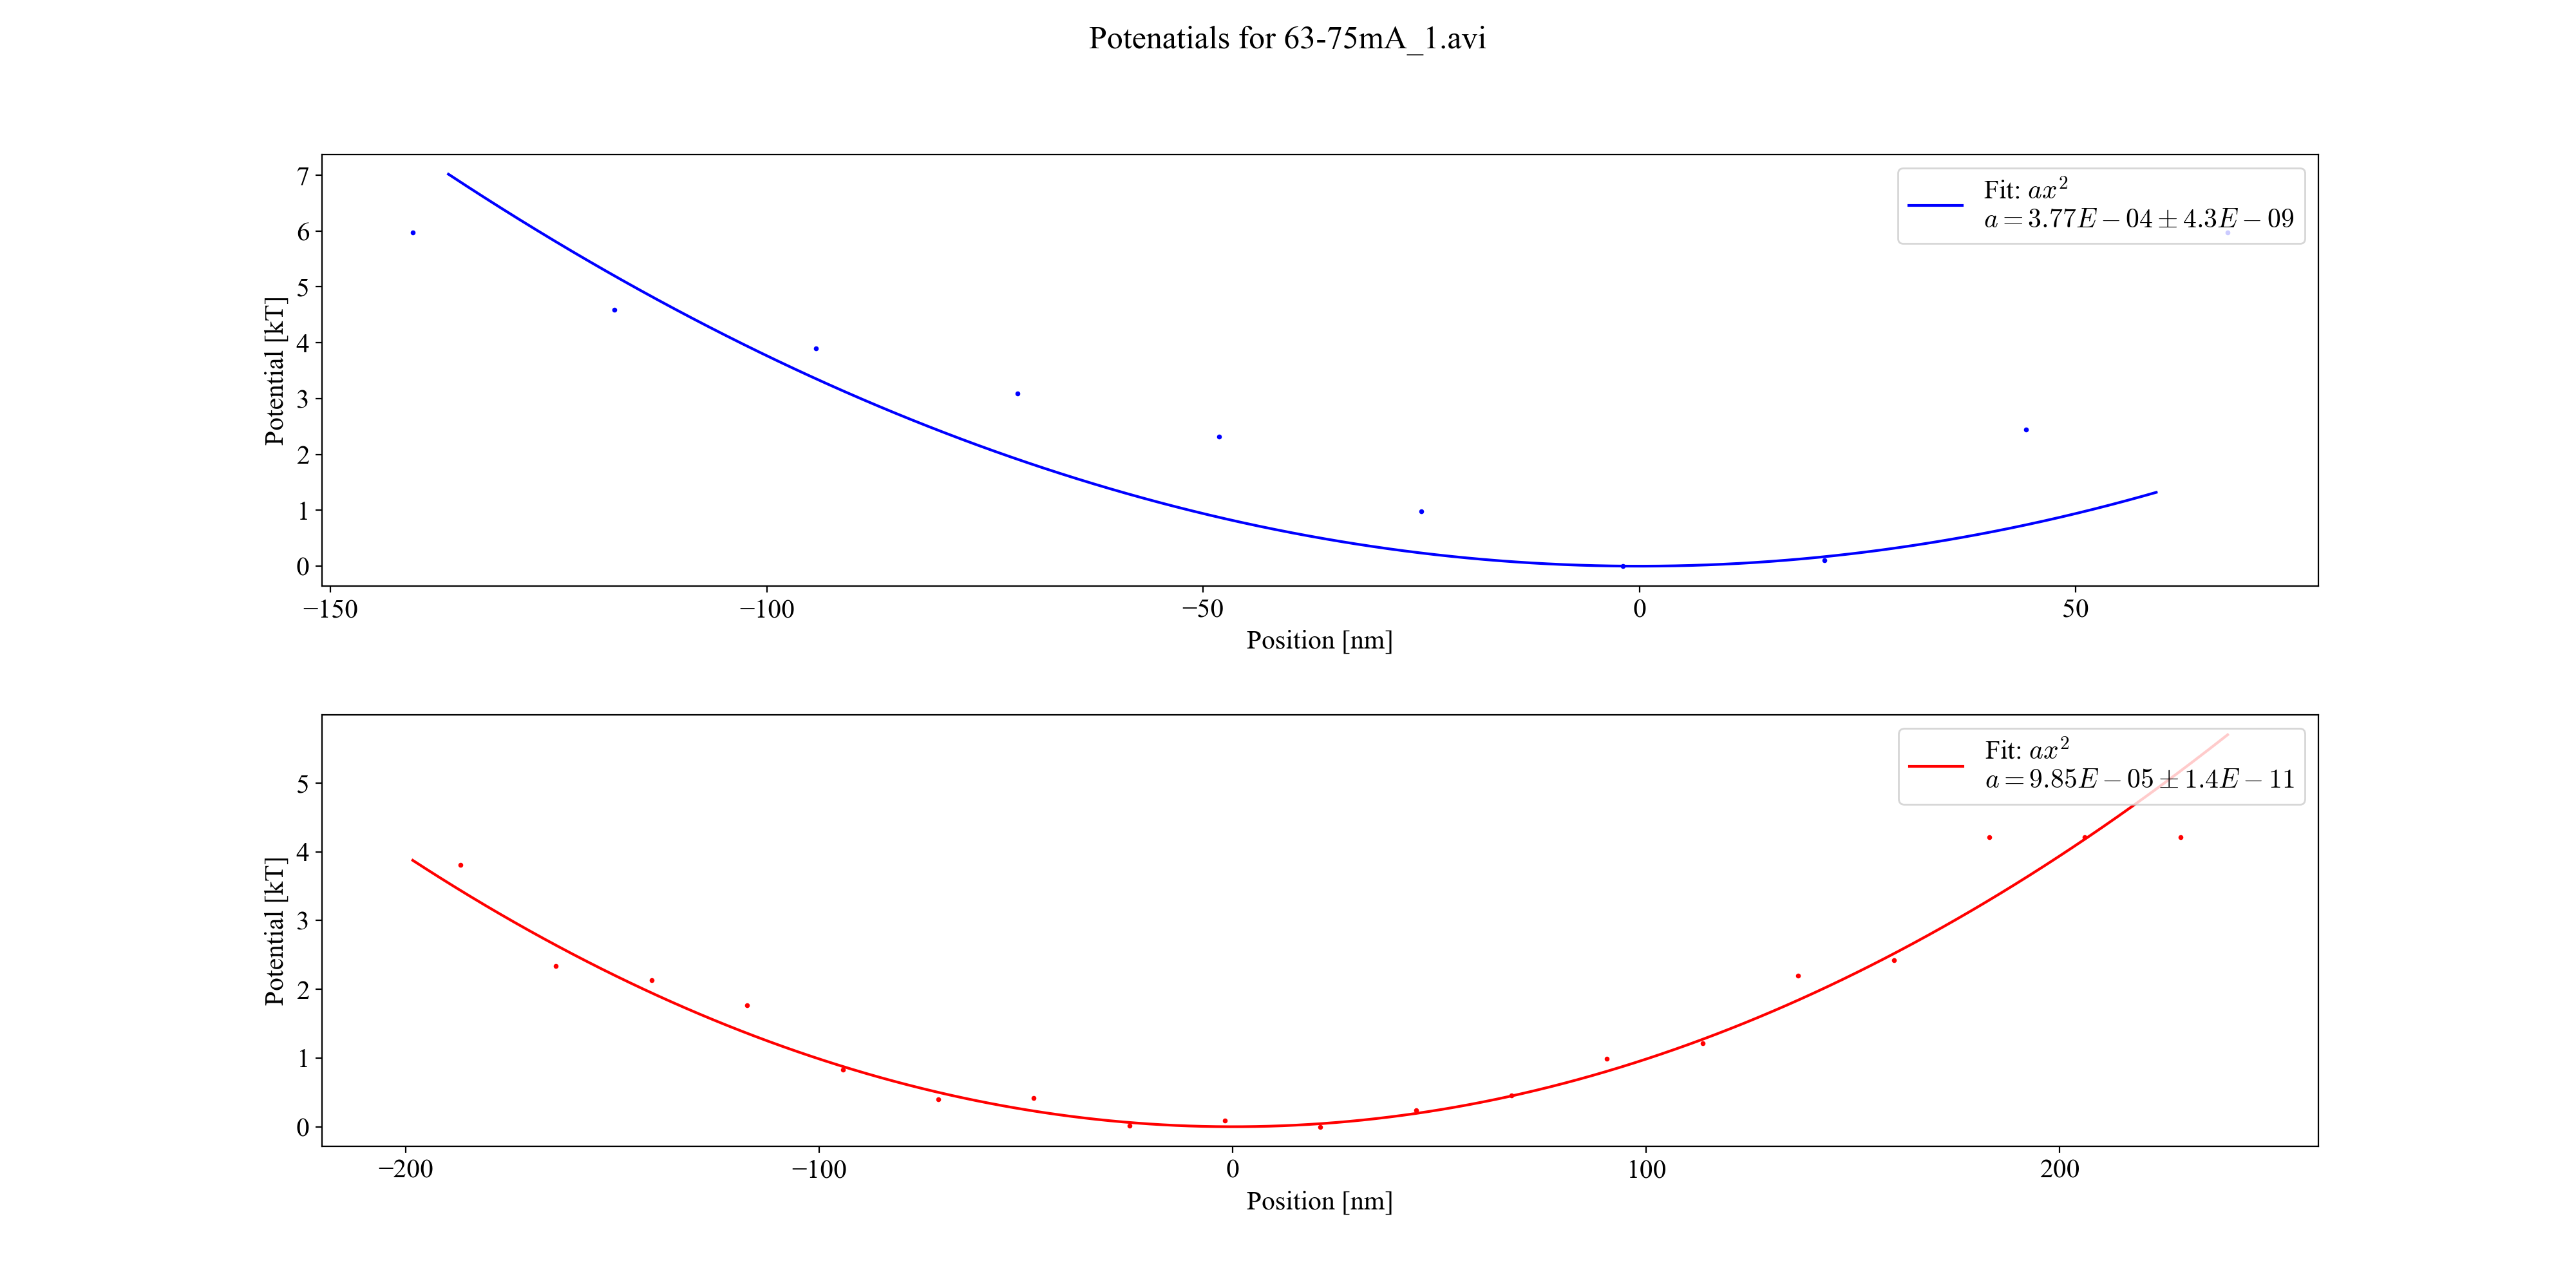 Potenatials for 63-75mA_1.avi
7
6
5
4
3
2
1
0
Potential [kT]
Fit: $ax^2$
$a = 3.77E - 04 \pm 4.3E - 09$
−150
−100
−50
0
50
Position [nm]
5
4
3
2
1
0
Potential [kT]
Fit: $ax^2$
$a = 9.85E - 05 \pm 1.4E - 11$
−200
−100
0
100
200
Position [nm]